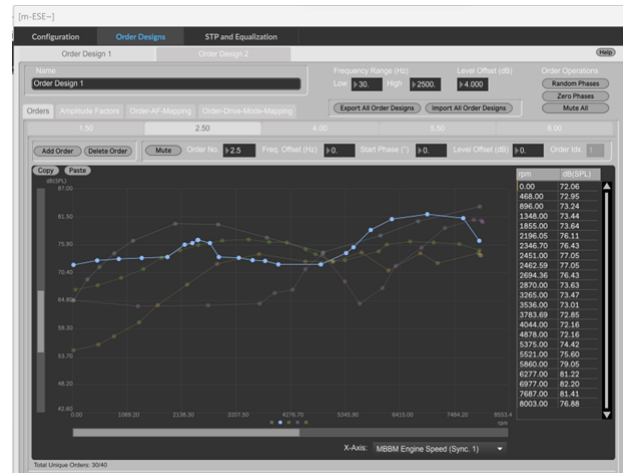 [m-ESE~]
Configuration Order Designs STP and Equalization
Order Design 1 Order Design 2
Help
Name Frequency Range (Hz) Level Offset (dB) Order Operations
Order Design 1 Low 30. High 2500. 4.000 Random Phases
Zero Phases
Export All Order Designs Import All Order Designs Mute All
Orders Amplitude Factors Order-AF-Mapping Order-Drive-Mode-Mapping
1.50 2.50 4.00 5.50 6.00
Add Order Delete Order Mute Order No. 2.5 Freq. Offset (Hz) 0. Start Phase (°) 0. Level Offset (dB) 0. Order Idx. 1
Copy Paste
dB(SPL)
87.00
81.50
75.90
70.40
64.80
59.30
53.70
48.20
42.60
0.00 1069.20 2138.30 3207.50 4276.70 5345.90 6415.00 7484.20 8553.4
rpm
X-Axis: MBBM Engine Speed (Sync. 1)
Total Unique Orders: 30/40
rpm dB(SPL)
0.00 72.06
468.00 72.95
896.00 73.24
1348.00 73.44
1855.00 73.64
2196.05 76.11
2346.70 76.43
2451.00 77.05
2462.59 77.05
2694.36 76.43
2870.00 73.63
3265.00 73.47
3536.00 73.01
3783.69 72.85
4044.00 72.16
4878.00 72.16
5375.00 74.42
5521.00 75.60
5860.00 79.05
6277.00 81.22
6977.00 82.20
7687.00 81.41
8003.00 76.88